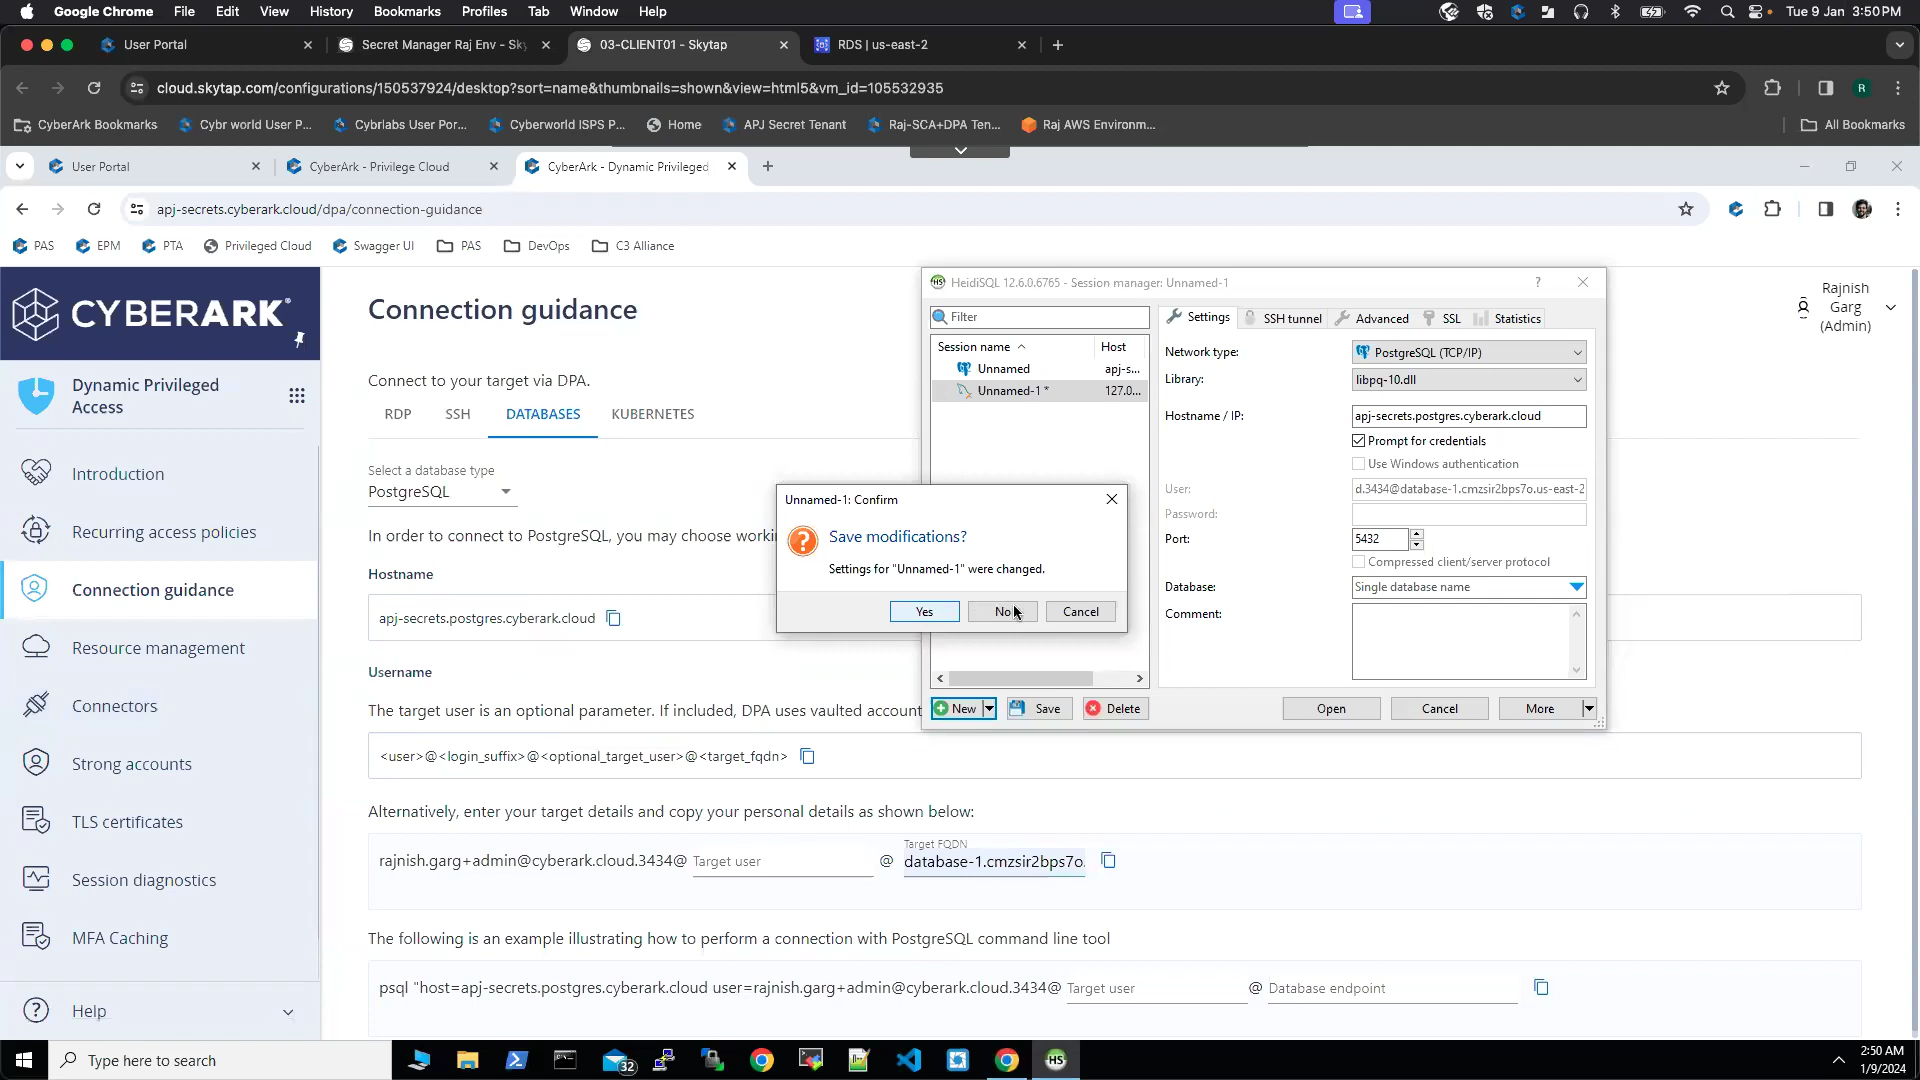 Google Chrome File Edit View History Bookmarks Profiles Tab Window Help Tue 9 Jan 3:50 PM
User Portal Secret Manager Raj Env - Sky 03-CLIENT01 - Skytap RDS | us-east-2
cloud.skytap.com/configurations/150537924/desktop?sort=name&thumbnails=shown&view=html5&vm_id=105532935 R
CyberArk Bookmarks Cybr world User P... Cybrlabs User Por... Cyberworld ISPS P... Home APJ Secret Tenant Raj-SCA+DPA Ten... Raj AWS Environm... All Bookmarks
User Portal CyberArk - Privilege Cloud CyberArk - Dynamic Privileged
apj-secrets.cyberark.cloud/dpa/connection-guidance
PAS EPM PTA Privileged Cloud Swagger UI PAS DevOps C3 Alliance
CYBERARK®
Dynamic Privileged
Access
Introduction
Recurring access policies
Connection guidance
Resource management
Connectors
Strong accounts
TLS certificates
Session diagnostics
MFA Caching
Help
Connection guidance
Rajnish
Garg
(Admin)
Connect to your target via DPA.
RDP SSH DATABASES KUBERNETES
Select a database type
PostgreSQL
In order to connect to PostgreSQL, you may choose worki
Hostname
apj-secrets.postgres.cyberark.cloud
Username
The target user is an optional parameter. If included, DPA uses vaulted account
<user>@<login_suffix>@<optional_target_user>@<target_fqdn>
Alternatively, enter your target details and copy your personal details as shown below:
Target FQDN
rajnish.garg+admin@cyberark.cloud.3434@ Target user @ database-1.cmzsir2bps7o.
The following is an example illustrating how to perform a connection with PostgreSQL command line tool
psql "host=apj-secrets.postgres.cyberark.cloud user=rajnish.garg+admin@cyberark.cloud.3434@ Target user @ Database endpoint
HS HeidiSQL 12.6.0.6765 - Session manager: Unnamed-1 ?
Filter
Session name Host
Unnamed apj-s...
Unnamed-1 * 127.0...
Settings SSH tunnel Advanced SSL Statistics
Network type: PostgreSQL (TCP/IP)
Library: libpq-10.dll
Hostname / IP: apj-secrets.postgres.cyberark.cloud
Prompt for credentials
Use Windows authentication
User: d.3434@database-1.cmzsir2bps7o.us-east-2
Password:
Port: 5432
Compressed client/server protocol
Database: Single database name
Comment:
New Save Delete Open Cancel More
Unnamed-1: Confirm
Save modifications?
Settings for "Unnamed-1" were changed.
Yes No Cancel
Type here to search 32 HS
2:50 AM
1/9/2024